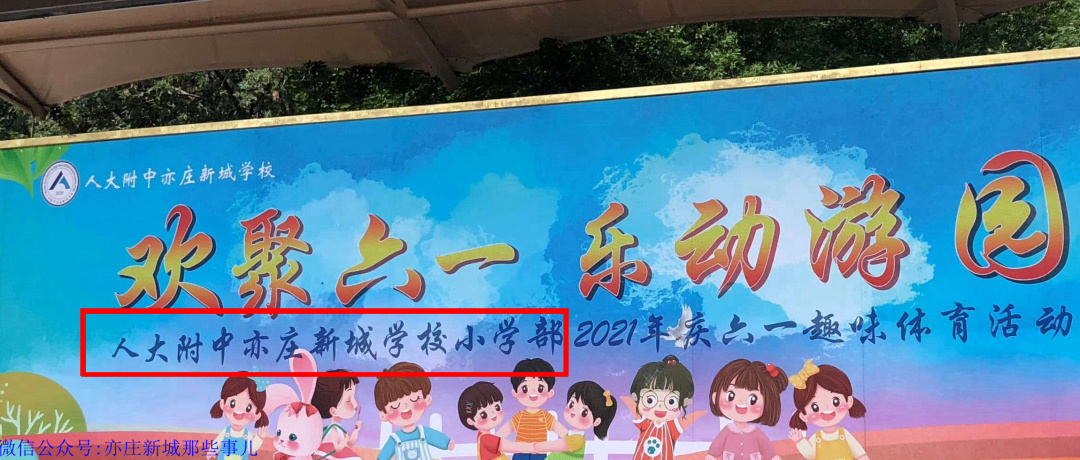 人大附中亦庄新城学校
欢聚六一 乐动游园
人大附中亦庄新城学校小学部 2021年庆六一趣味体育活动
微信公众号:亦庄新城那些事儿